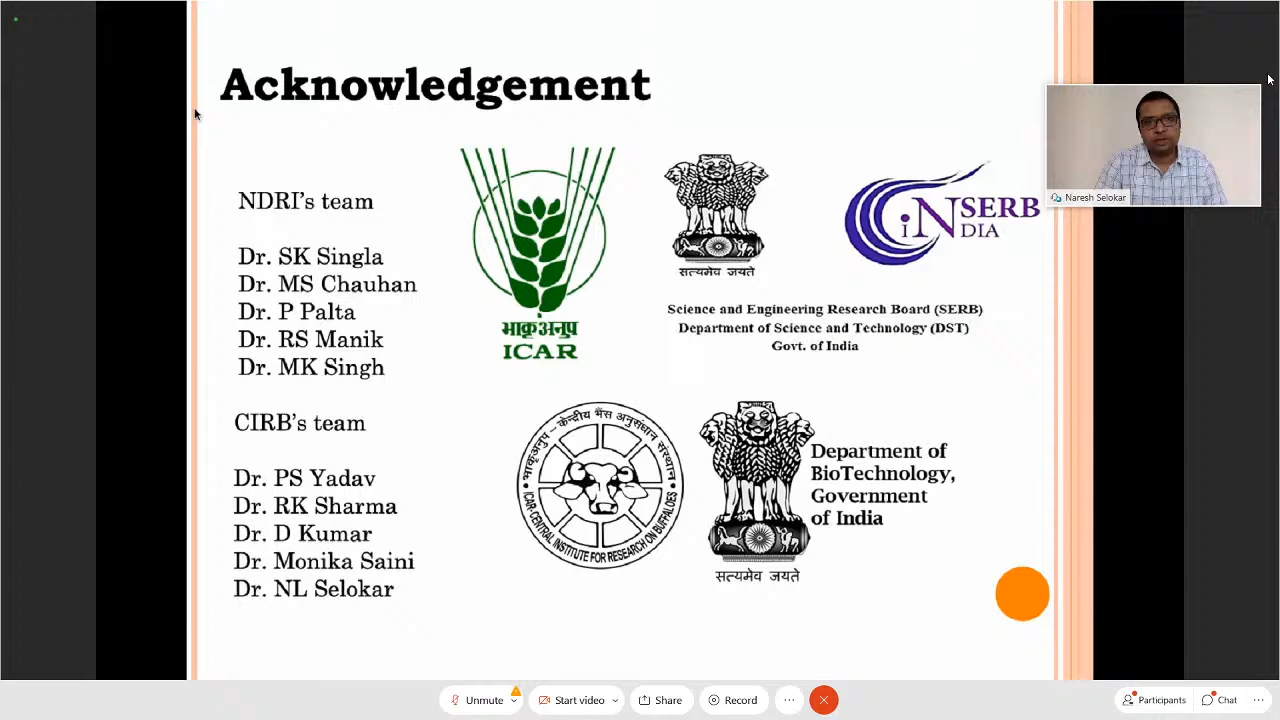 Acknowledgement
NDRI's team
Dr. SK Singla
Dr. MS Chauhan
Dr. P Palta
Dr. RS Manik
Dr. MK Singh
CIRB's team
Dr. PS Yadav
Dr. RK Sharma
Dr. D Kumar
Dr. Monika Saini
Dr. NL Selokar
भाकृअनुप
ICAR
सत्यमेव जयते
SERB
iNDIA
Science and Engineering Research Board (SERB)
Department of Science and Technology (DST)
Govt. of India
भाकृअनुप – केन्द्रीय भैंस अनुसंधान संस्थान
ICAR-CENTRAL INSTITUTE FOR RESEARCH ON BUFFALOES
सत्यमेव जयते
Department of
BioTechnology,
Government
of India
Naresh Selokar
Unmute
Start video
Share
Record
Participants
Chat